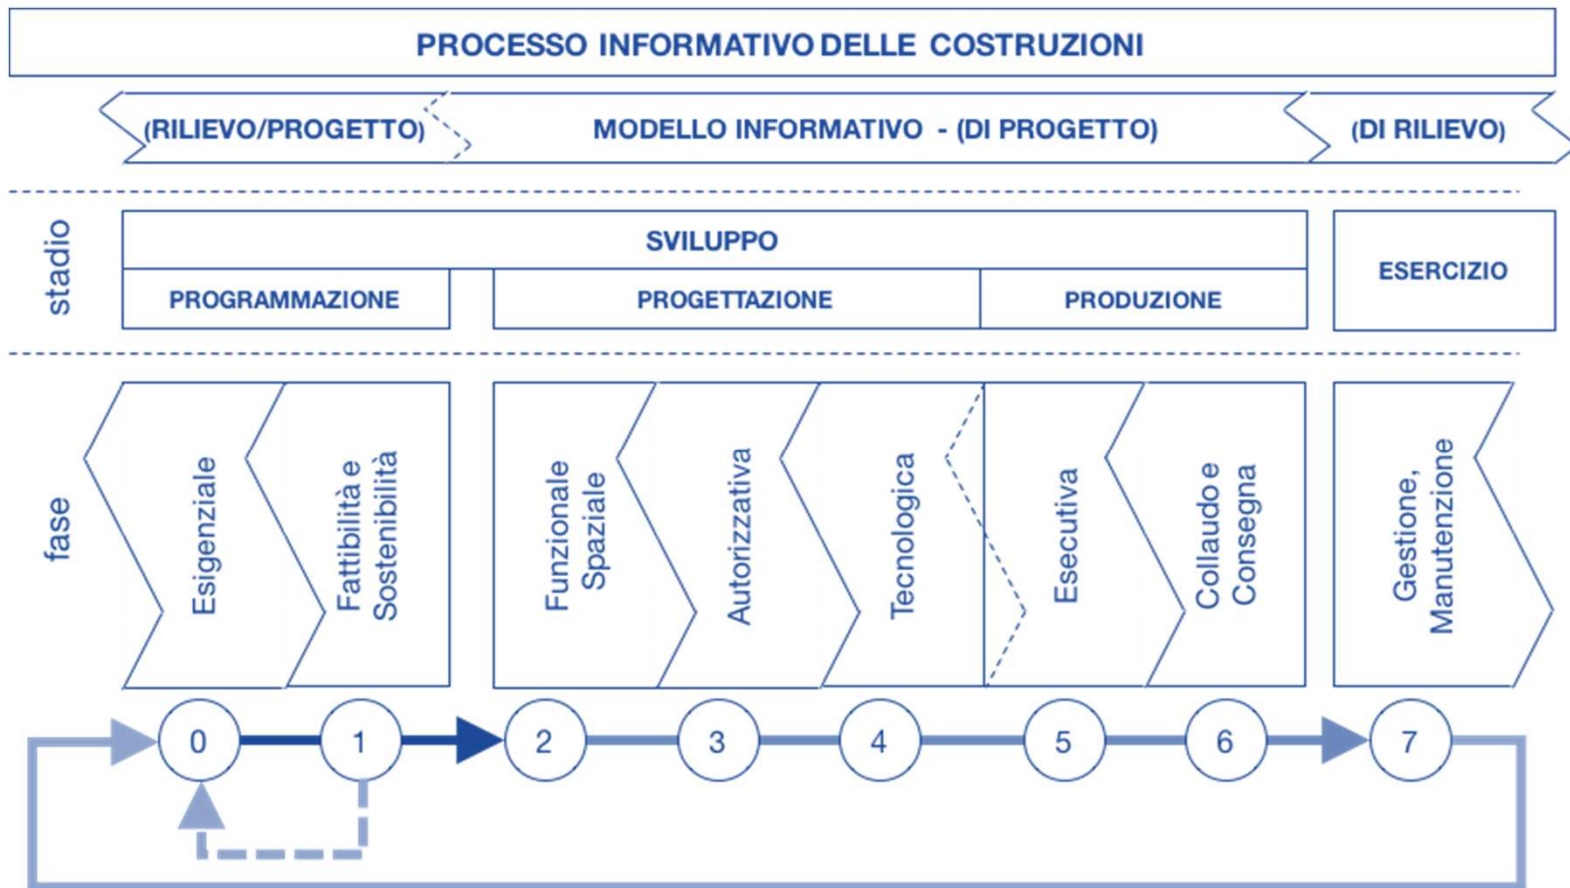 PROCESSO INFORMATIVO DELLE COSTRUZIONI
(RILIEVO/PROGETTO)
MODELLO INFORMATIVO - (DI PROGETTO)
(DI RILIEVO)
stadio
SVILUPPO
PROGRAMMAZIONE
PROGETTAZIONE
PRODUZIONE
ESERCIZIO
fase
Esigenziale
Fattibilità e
Sostenibilità
Funzionale
Spaziale
Autorizzativa
Tecnologica
Esecutiva
Collaudo e
Consegna
Gestione,
Manutenzione
0
1
2
3
4
5
6
7